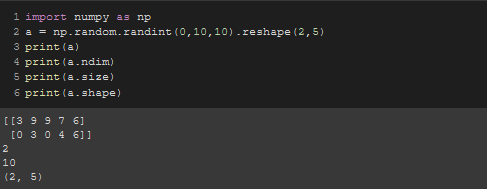 1 import numpy as np
2 a = np.random.randint(0,10,10).reshape(2,5)
3 print(a)
4 print(a.ndim)
5 print(a.size)
6 print(a.shape)
[[3 9 9 7 6]
 [0 3 0 4 6]]
2
10
(2, 5)